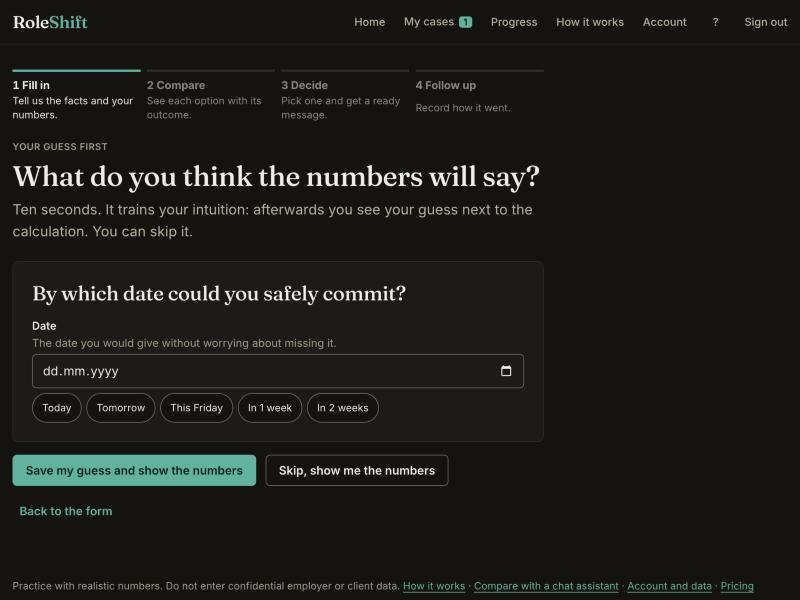 RoleShift
Home
My cases 1
Progress
How it works
Account
?
Sign out
1 Fill in
Tell us the facts and your
numbers.
2 Compare
See each option with its
outcome.
3 Decide
Pick one and get a ready
message.
4 Follow up
Record how it went.
YOUR GUESS FIRST
What do you think the numbers will say?
Ten seconds. It trains your intuition: afterwards you see your guess next to the
calculation. You can skip it.
By which date could you safely commit?
Date
The date you would give without worrying about missing it.
dd.mm.yyyy
Today
Tomorrow
This Friday
In 1 week
In 2 weeks
Save my guess and show the numbers
Skip, show me the numbers
Back to the form
Practice with realistic numbers. Do not enter confidential employer or client data. How it works · Compare with a chat assistant · Account and data · Pricing